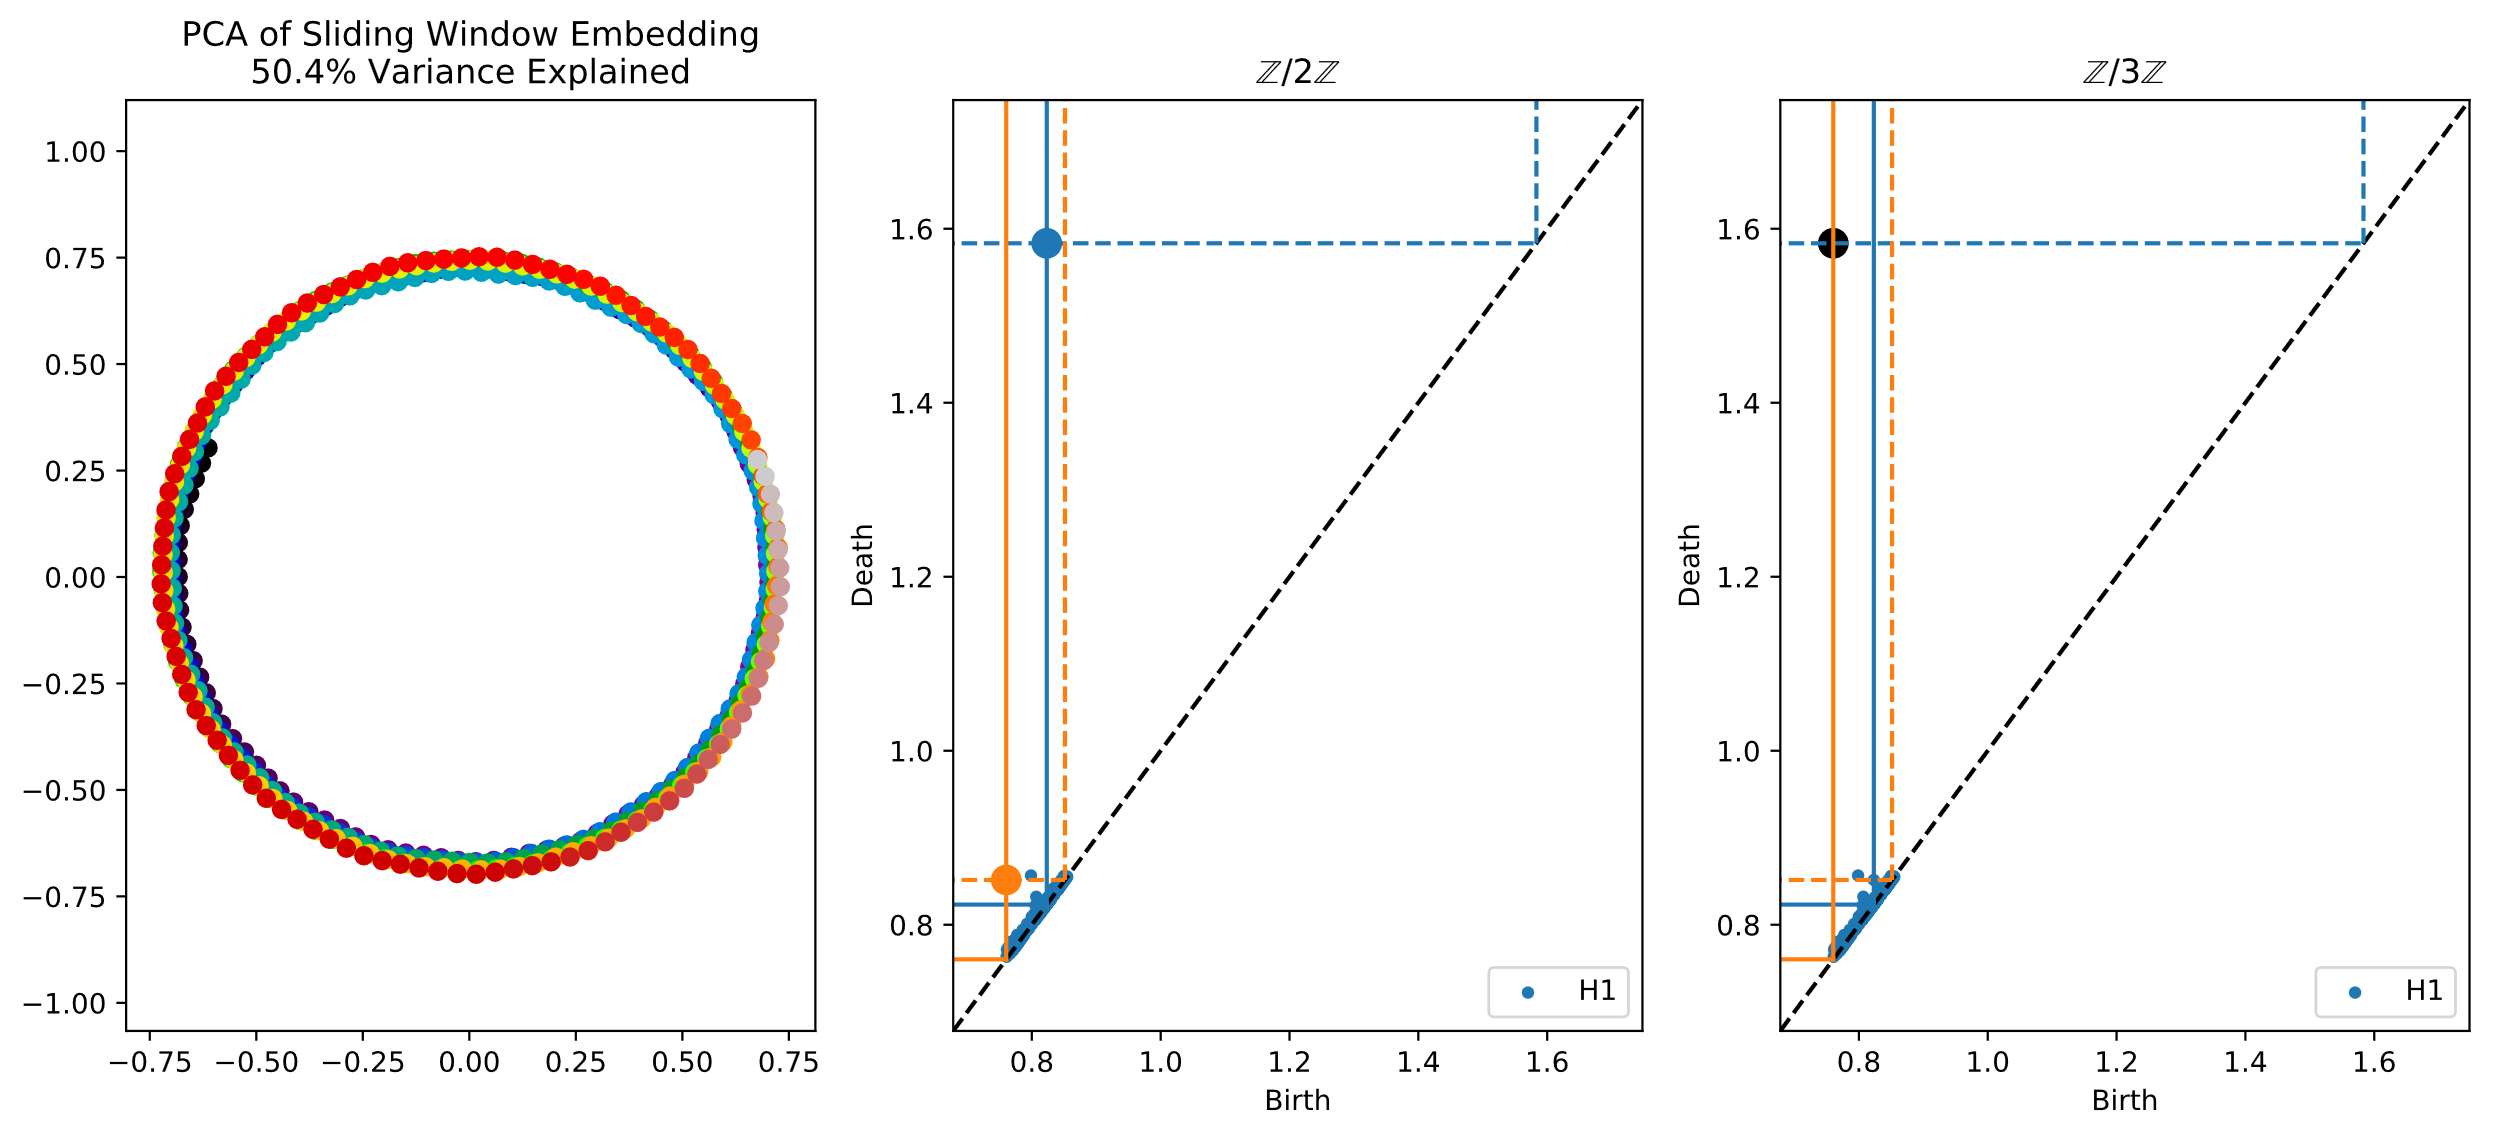 PCA of Sliding Window Embedding
50.4% Variance Explained
1.00
0.75
0.50
0.25
0.00
−0.25
−0.50
−0.75
−1.00
−0.75 −0.50 −0.25 0.00 0.25 0.50 0.75
ℤ/2ℤ
Death
1.6
1.4
1.2
1.0
0.8
H1
0.8 1.0 1.2 1.4 1.6
Birth
ℤ/3ℤ
Death
1.6
1.4
1.2
1.0
0.8
H1
0.8 1.0 1.2 1.4 1.6
Birth